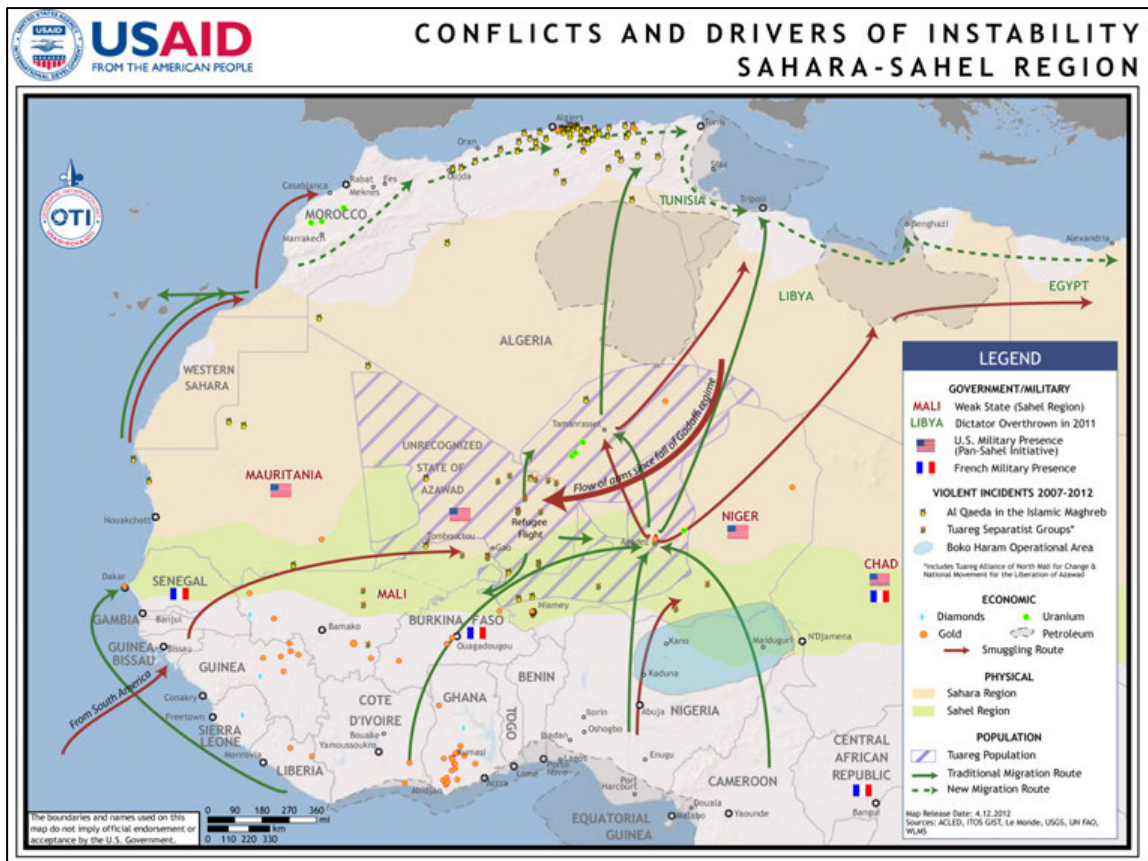 USAID
UNITED STATES AGENCY
INTERNATIONAL DEVELOPMENT
USAID
FROM THE AMERICAN PEOPLE
CONFLICTS AND DRIVERS OF INSTABILITY
SAHARA-SAHEL REGION
OTI
Algiers
Tunis
Oran
Oujda
Sfax
Casablanca
Rabat
Fes
Meknes
MOROCCO
Marrakech
TUNISIA
Tripoli
Benghazi
Alexandria
LIBYA
EGYPT
ALGERIA
WESTERN
SAHARA
Tamanrasset
Flow of arms since fall of Gadafi regime
UNRECOGNIZED
STATE OF
AZAWAD
MAURITANIA
Nouakchott
Refugee
Flight
Tombouctou
Gao
Agadez
NIGER
CHAD
Dakar
SENEGAL
MALI
Niamey
GAMBIA
Banjul
BURKINA FASO
Ouagadougou
Bamako
GUINEA-
BISSAU
Bissau
Kano
Maiduguri
N'Djamena
GUINEA
BENIN
Kaduna
From South America
Conakry
Freetown
SIERRA
LEONE
COTE
D'IVOIRE
Bouake
Yamoussoukro
GHANA
TOGO
Kumasi
Abuja
NIGERIA
Ilorin
Oshogbo
Ibadan
Lagos
Enugu
Monrovia
LIBERIA
Abidjan
Accra
Lome
Porto
Novo
Port
Harcourt
CAMEROON
CENTRAL
AFRICAN
REPUBLIC
Bangui
Douala
Malabo
Yaounde
EQUATORIAL
GUINEA
The boundaries and names used on this
map do not imply official endorsement or
acceptance by the U.S. Government.
0 90 180 270 360
mi
km
0 110 220 330
LEGEND
GOVERNMENT/MILITARY
MALI Weak State (Sahel Region)
LIBYA Dictator Overthrown in 2011
U.S. Military Presence
(Pan-Sahel Initiative)
French Military Presence
VIOLENT INCIDENTS 2007-2012
Al Qaeda in the Islamic Maghreb
Tuareg Separatist Groups*
Boko Haram Operational Area
*Includes Tuareg Alliance of North Mali for Change &
National Movement for the Liberation of Azawad
ECONOMIC
Diamonds Uranium
Gold Petroleum
Smuggling Route
PHYSICAL
Sahara Region
Sahel Region
POPULATION
Tuareg Population
Traditional Migration Route
New Migration Route
Map Release Date: 4.12.2012
Sources: ACLED, ITOS GIST, Le Monde, USGS, UN FAO,
WLMS